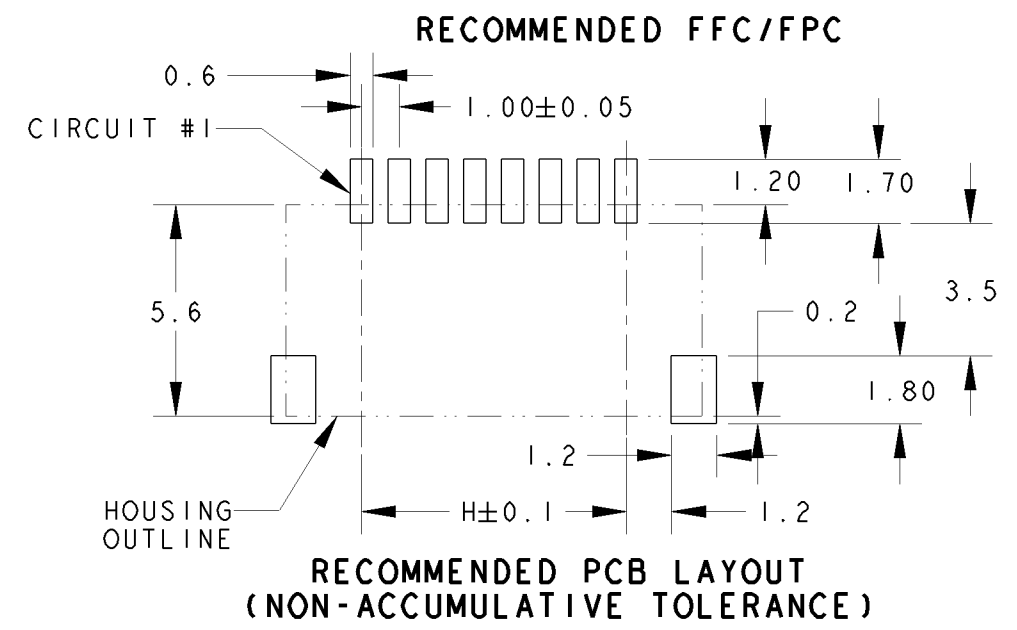 RECOMMENDED FFC/FPC
0.6
1.00±0.05
CIRCUIT #1
1.20
1.70
5.6
3.5
0.2
1.80
1.2
HOUSING
OUTLINE
H±0.1
1.2
RECOMMENDED PCB LAYOUT
(NON-ACCUMULATIVE TOLERANCE)